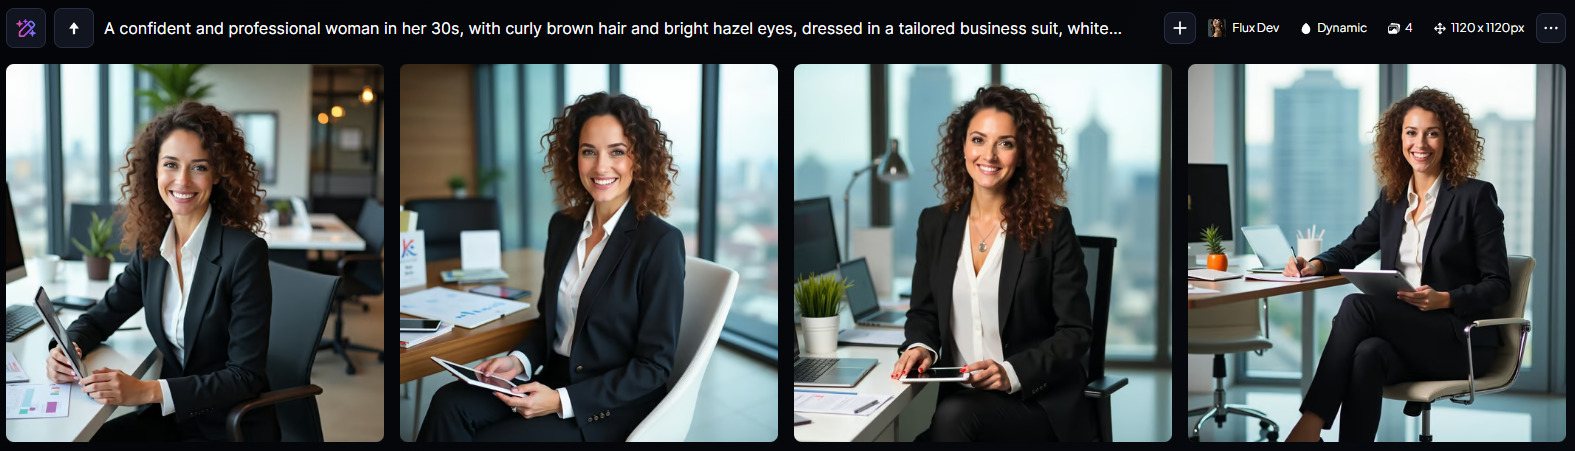 A confident and professional woman in her 30s, with curly brown hair and bright hazel eyes, dressed in a tailored business suit, white...
Flux Dev
Dynamic
4
1120 x 1120px